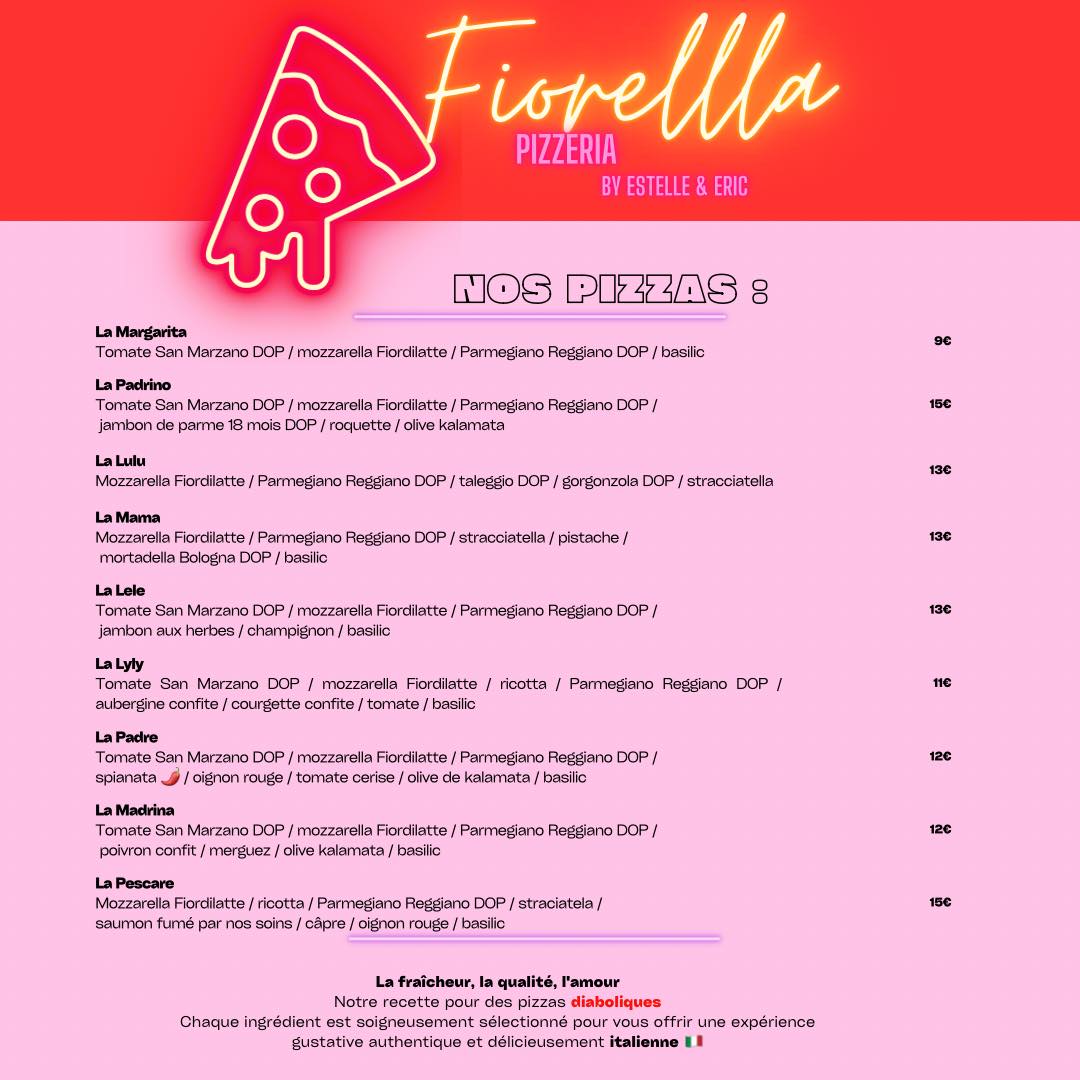 Fiorellla
PIZZERIA
BY ESTELLE & ERIC
NOS PIZZAS :
La Margarita
Tomate San Marzano DOP / mozzarella Fiordilatte / Parmegiano Reggiano DOP / basilic
9€
La Padrino
Tomate San Marzano DOP / mozzarella Fiordilatte / Parmegiano Reggiano DOP /
15€
jambon de parme 18 mois DOP / roquette / olive kalamata
La Lulu
Mozzarella Fiordilatte / Parmegiano Reggiano DOP / taleggio DOP / gorgonzola DOP / stracciatella
13€
La Mama
Mozzarella Fiordilatte / Parmegiano Reggiano DOP / stracciatella / pistache /
13€
mortadella Bologna DOP / basilic
La Lele
Tomate San Marzano DOP / mozzarella Fiordilatte / Parmegiano Reggiano DOP /
13€
jambon aux herbes / champignon / basilic
La Lyly
Tomate San Marzano DOP / mozzarella Fiordilatte / ricotta / Parmegiano Reggiano DOP /
11€
aubergine confite / courgette confite / tomate / basilic
La Padre
Tomate San Marzano DOP / mozzarella Fiordilatte / Parmegiano Reggiano DOP /
12€
spianata 🌶️ / oignon rouge / tomate cerise / olive de kalamata / basilic
La Madrina
Tomate San Marzano DOP / mozzarella Fiordilatte / Parmegiano Reggiano DOP /
12€
poivron confit / merguez / olive kalamata / basilic
La Pescare
Mozzarella Fiordilatte / ricotta / Parmegiano Reggiano DOP / straciatela /
15€
saumon fumé par nos soins / câpre / oignon rouge / basilic
La fraîcheur, la qualité, l'amour
Notre recette pour des pizzas diaboliques
Chaque ingrédient est soigneusement sélectionné pour vous offrir une expérience
gustative authentique et délicieusement italienne 🇮🇹